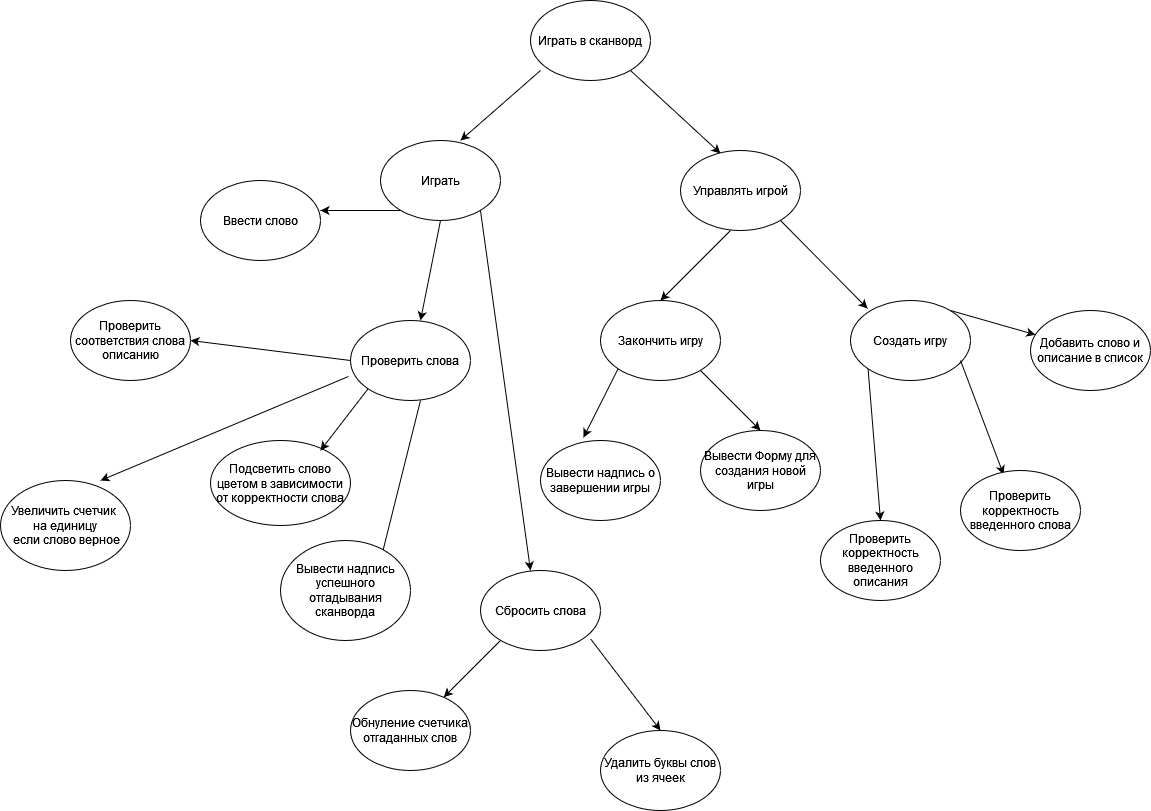 Играть в сканворд
Играть
Управлять игрой
Ввести слово
Проверить
соответствия слова
описанию
Проверить слова
Закончить игру
Создать игру
Добавить слово и
описание в список
Подсветить слово
цветом в зависимости
от корректности слова
Вывести надпись о
завершении игры
Вывести Форму для
создания новой
игры
Увеличить счетчик
на единицу
если слово верное
Проверить
корректность
введенного слова
Проверить
корректность
введенного
описания
Вывести надпись
успешного
отгадывания
сканворда
Сбросить слова
Обнуление счетчика
отгаданных слов
Удалить буквы слов
из ячеек